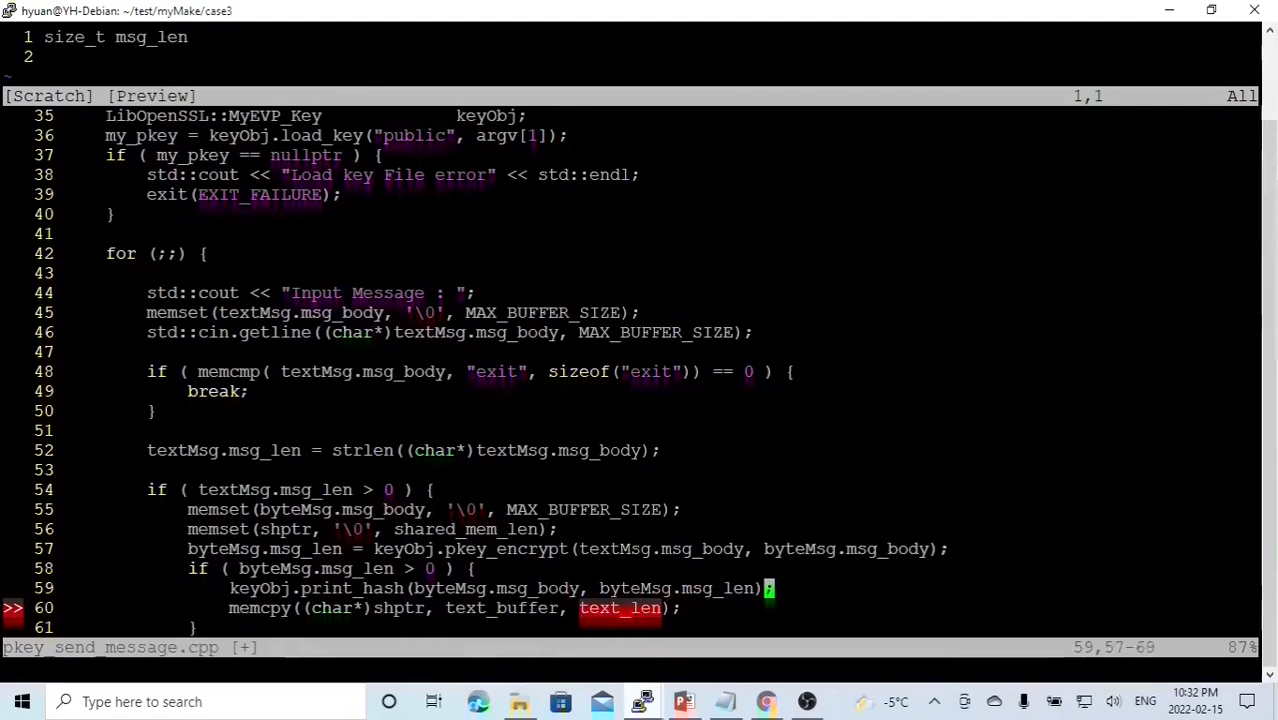 hyuan@YH-Debian: ~/test/myMake/case3
1 size_t msg_len
2
~
[Scratch] [Preview] 1,1 All
35 LibOpenSSL::MyEVP_Key keyObj;
36 my_pkey = keyObj.load_key("public", argv[1]);
37 if ( my_pkey == nullptr ) {
38 std::cout << "Load key File error" << std::endl;
39 exit(EXIT_FAILURE);
40 }
41
42 for (;;) {
43
44 std::cout << "Input Message : ";
45 memset(textMsg.msg_body, '\0', MAX_BUFFER_SIZE);
46 std::cin.getline((char*)textMsg.msg_body, MAX_BUFFER_SIZE);
47
48 if ( memcmp( textMsg.msg_body, "exit", sizeof("exit")) == 0 ) {
49 break;
50 }
51
52 textMsg.msg_len = strlen((char*)textMsg.msg_body);
53
54 if ( textMsg.msg_len > 0 ) {
55 memset(byteMsg.msg_body, '\0', MAX_BUFFER_SIZE);
56 memset(shptr, '\0', shared_mem_len);
57 byteMsg.msg_len = keyObj.pkey_encrypt(textMsg.msg_body, byteMsg.msg_body);
58 if ( byteMsg.msg_len > 0 ) {
59 keyObj.print_hash(byteMsg.msg_body, byteMsg.msg_len);
>> 60 memcpy((char*)shptr, text_buffer, text_len);
61 }
pkey_send_message.cpp [+] 59,57-69 87%
Type here to search
-5°C
ENG
10:32 PM
2022-02-15